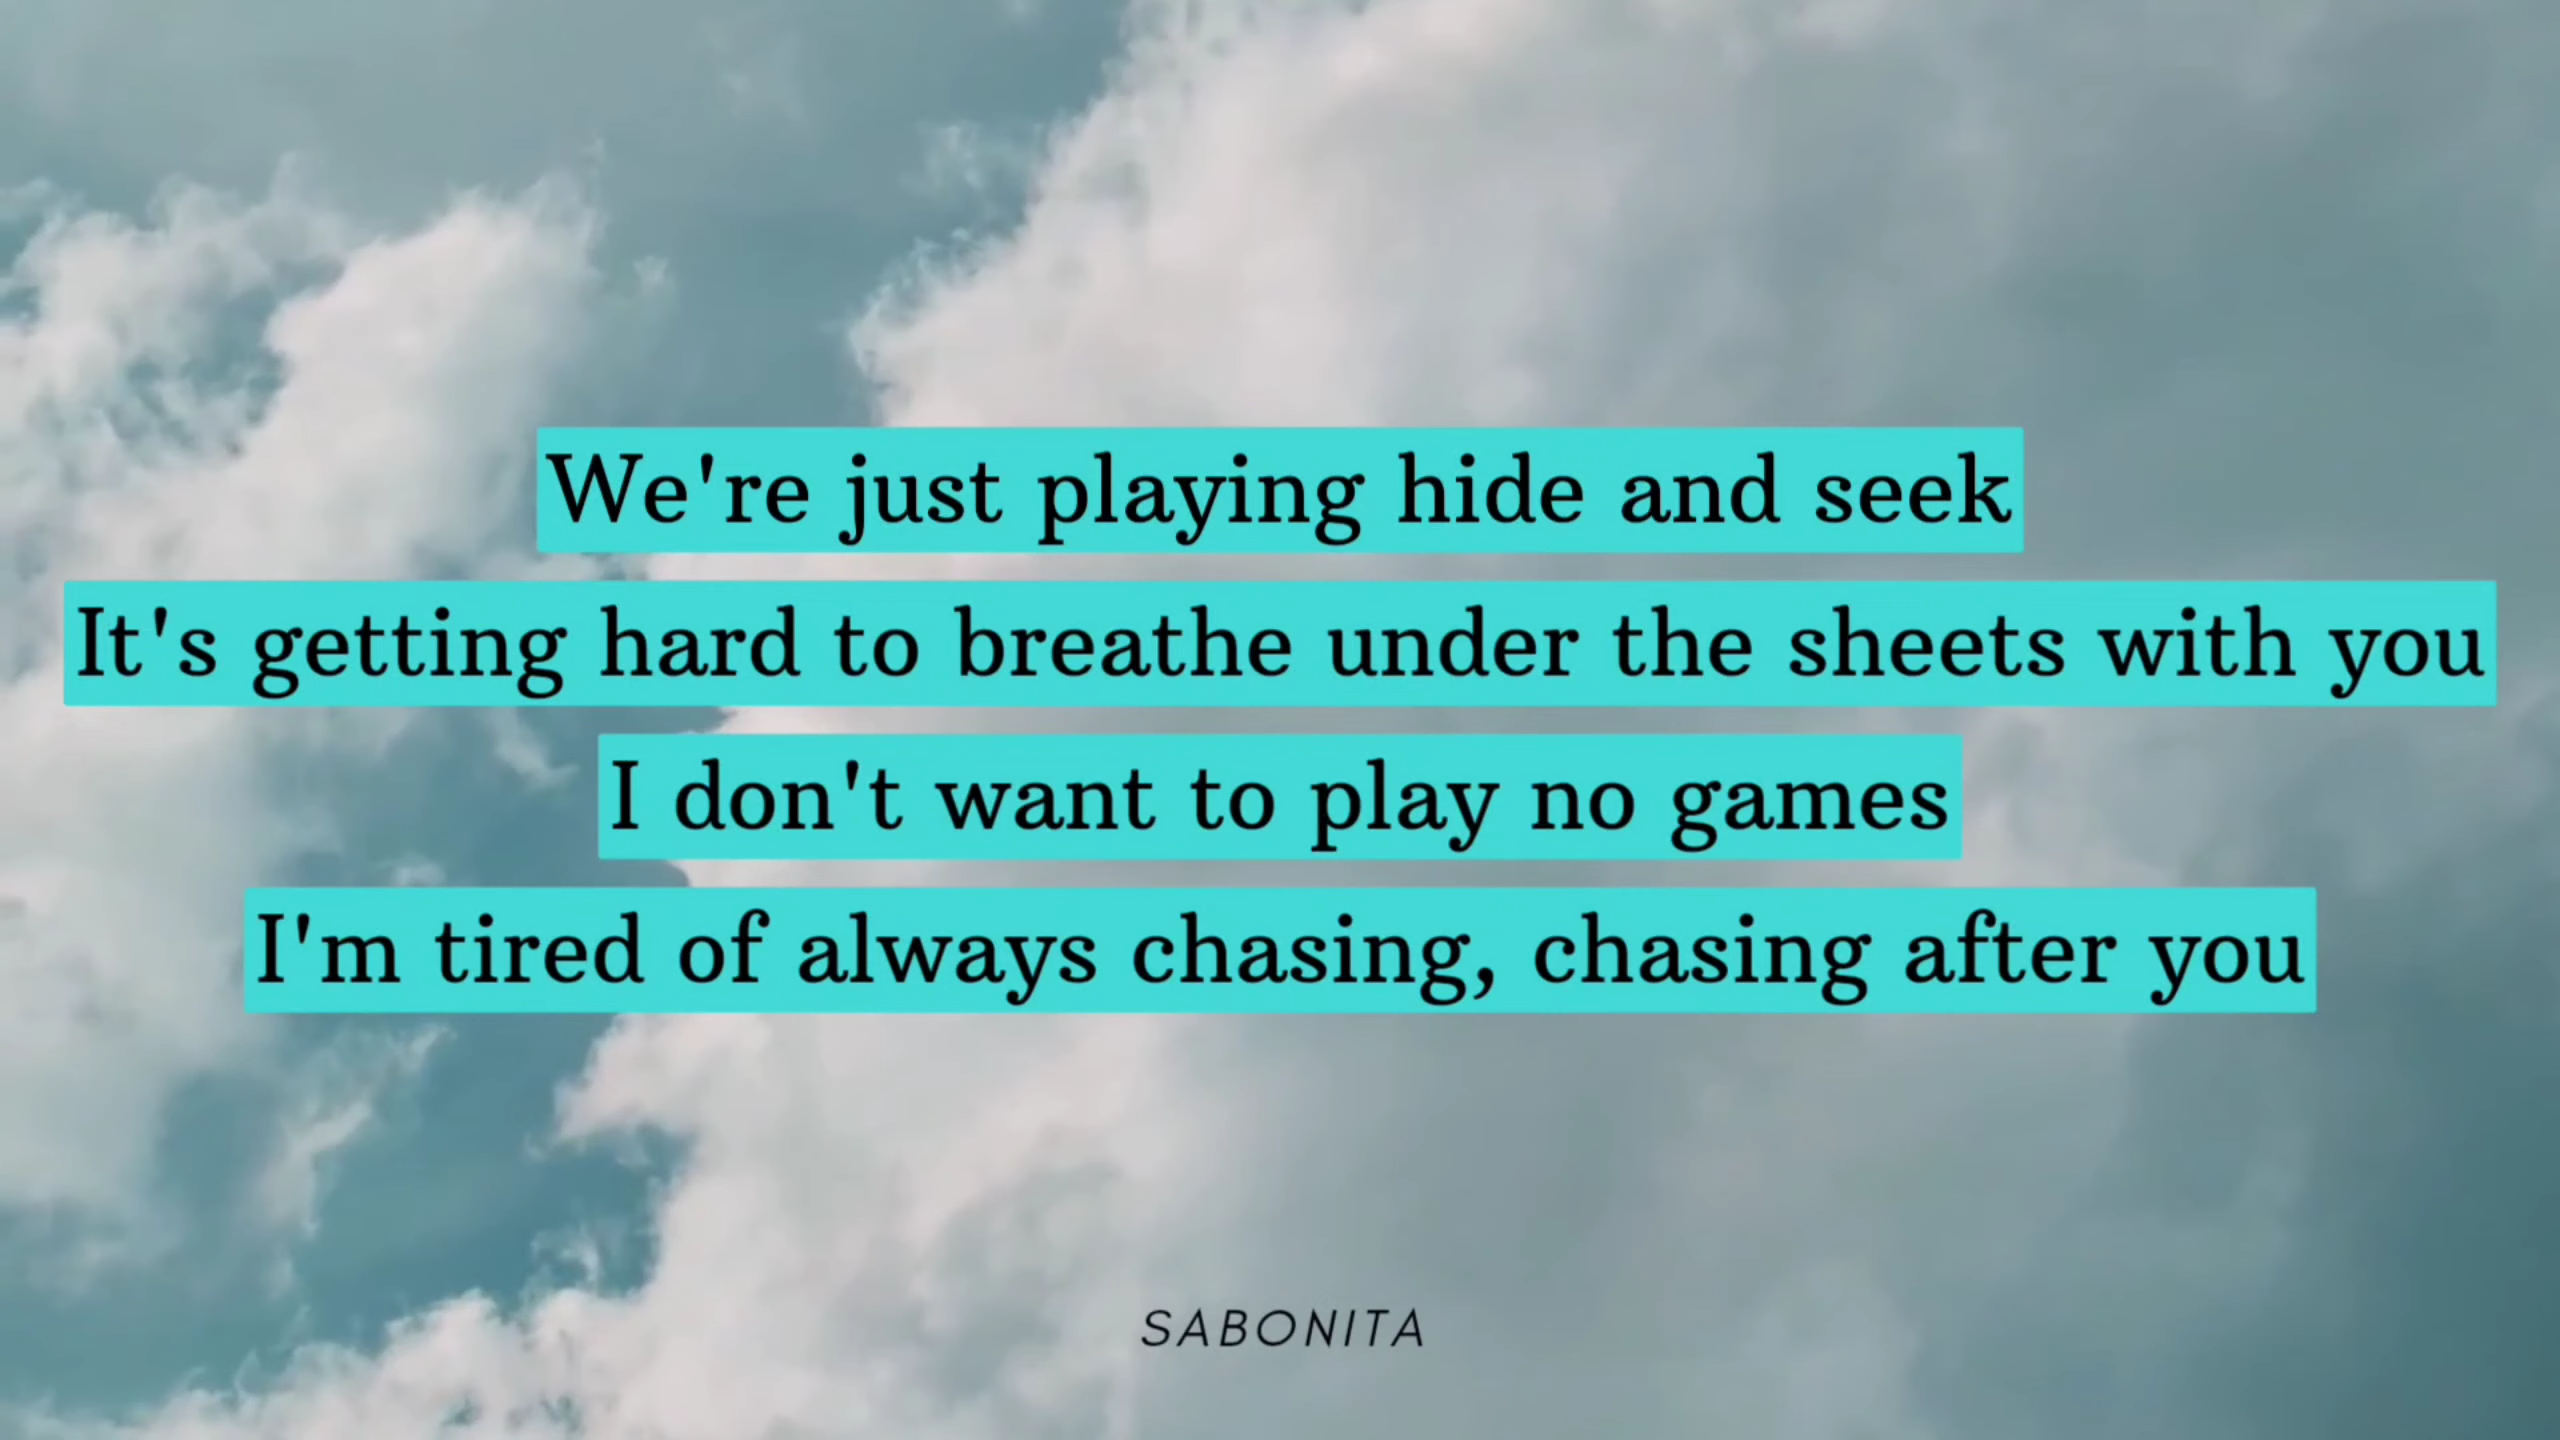 We're just playing hide and seek
It's getting hard to breathe under the sheets with you
I don't want to play no games
I'm tired of always chasing, chasing after you
SABONITA